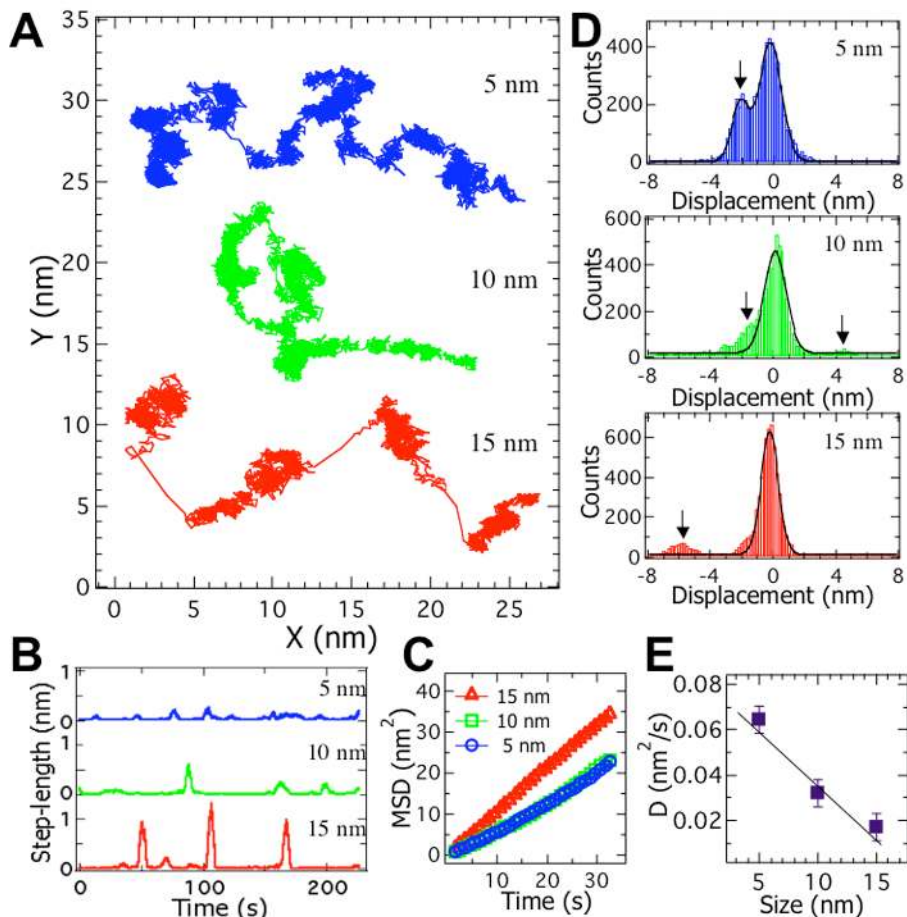 A
Y (nm)
35
30
25
20
15
10
5
0
5 nm
10 nm
15 nm
0 5 10 15 20 25
X (nm)
D
Counts
400
200
0
5 nm
-8 -4 0 4 8
Displacement (nm)
Counts
600
400
200
0
10 nm
-8 -4 0 4 8
Displacement (nm)
Counts
600
400
200
0
15 nm
-8 -4 0 4 8
Displacement (nm)
B
Step-length (nm)
1
0
5 nm
1
0
10 nm
1
0
15 nm
0 100 200
Time (s)
C
MSD (nm²)
40
30
20
10
0
15 nm
10 nm
5 nm
10 20 30
Time (s)
E
D (nm²/s)
0.08
0.06
0.04
0.02
5 10 15
Size (nm)